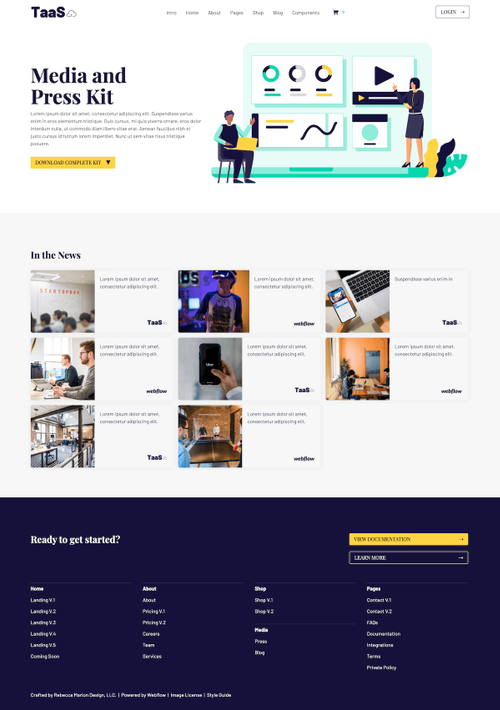 TaaS
Intro Home About Pages Shop Blog Components
LOGIN →
Media and
Press Kit
Lorem ipsum dolor sit amet, consectetur adipiscing elit. Suspendisse varius
enim in eros elementum tristique. Duis cursus, mi quis viverra ornare, eros dolor
interdum nulla, ut commodo diam libero vitae erat. Aenean faucibus nibh et
justo cursus id rutrum lorem imperdiet. Nunc ut sem vitae risus tristique
posuere.
DOWNLOAD COMPLETE KIT ▼
In the News
Lorem ipsum dolor sit amet,
consectetur adipiscing elit.
TaaS
Lorem ipsum dolor sit amet,
consectetur adipiscing elit.
webflow
Suspendisse varius enim in
TaaS
Lorem ipsum dolor sit amet,
consectetur adipiscing elit.
webflow
Lorem ipsum dolor sit amet,
consectetur adipiscing elit.
TaaS
Lorem ipsum dolor sit amet,
consectetur adipiscing elit.
webflow
Lorem ipsum dolor sit amet,
consectetur adipiscing elit.
TaaS
Lorem ipsum dolor sit amet,
consectetur adipiscing elit.
webflow
Ready to get started?
VIEW DOCUMENTATION →
LEARN MORE →
Home
Landing V.1
Landing V.2
Landing V.3
Landing V.4
Landing V.5
Coming Soon
About
About
Pricing V.1
Pricing V.2
Careers
Team
Services
Shop
Shop V.1
Shop V.2
Media
Press
Blog
Pages
Contact V.1
Contact V.2
FAQs
Documentation
Integrations
Terms
Private Policy
Crafted by Rebecca Marion Design, LLC. | Powered by Webflow | Image License | Style Guide